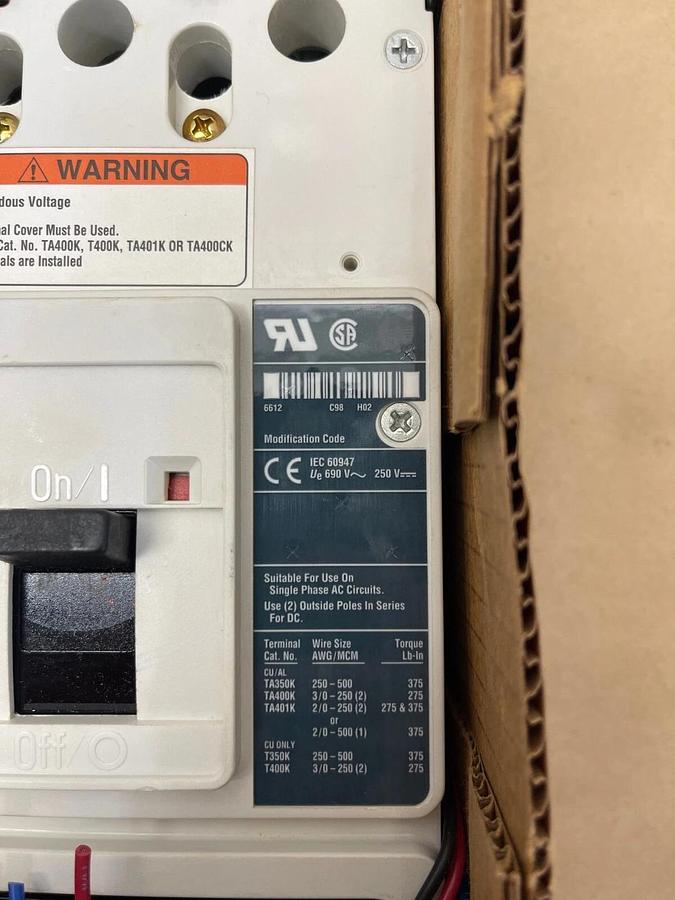 WARNING
dous Voltage
al Cover Must Be Used.
Cat. No. TA400K, T400K, TA401K OR TA400CK
als are Installed
On/I
Off/O
RU SA
6612 C98 H02
Modification Code
CE IEC 60947
Ue 690 V~ 250 V⎓
Suitable For Use On
Single Phase AC Circuits.
Use (2) Outside Poles In Series
For DC.
Terminal Wire Size Torque
Cat. No. AWG/MCM Lb-In
CU/AL
TA350K 250 - 500 375
TA400K 3/0 - 250 (2) 275
TA401K 2/0 - 250 (2) 275 & 375
or
2/0 - 500 (1) 375
CU ONLY
T350K 250 - 500 375
T400K 3/0 - 250 (2) 275